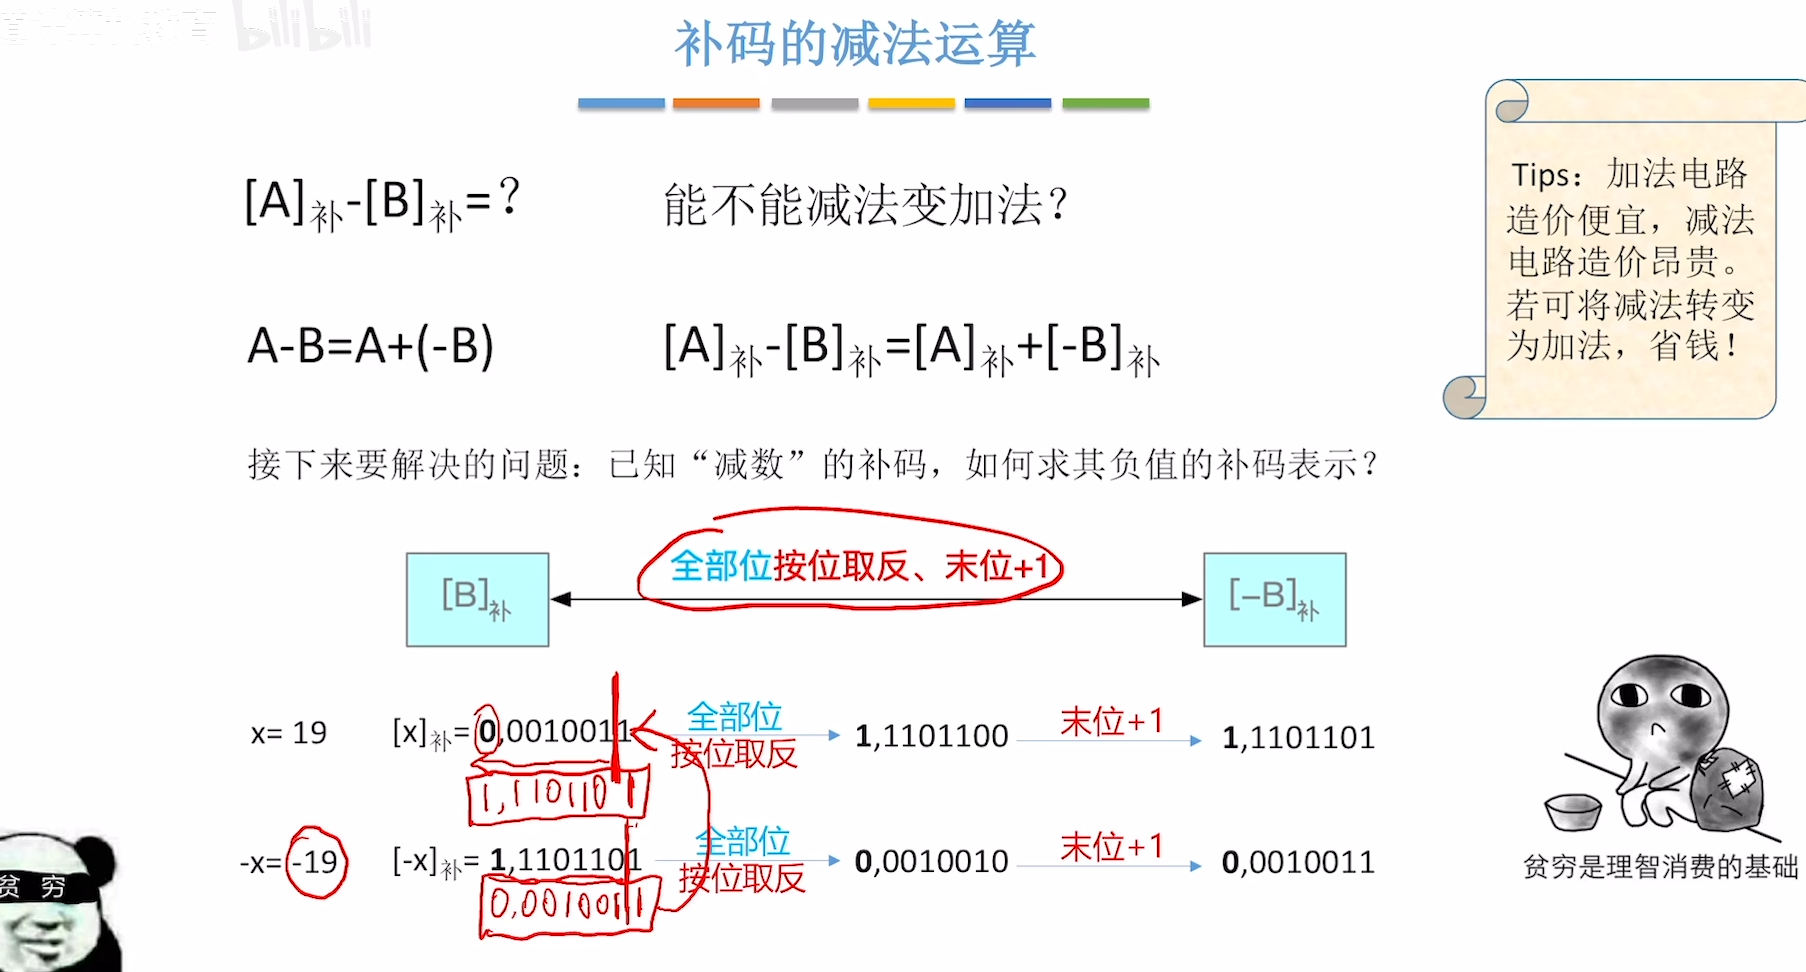 bilibili
补码的减法运算
[A]补-[B]补=？
能不能减法变加法？
Tips：加法电路
造价便宜，减法
电路造价昂贵。
若可将减法转变
为加法，省钱！
A-B=A+(-B)
[A]补-[B]补=[A]补+[-B]补
接下来要解决的问题：已知“减数”的补码，如何求其负值的补码表示？
全部位按位取反、末位+1
[B]补
[−B]补
x= 19
[x]补= 0,0010011
全部位
按位取反
1,1101100
末位+1
1,1101101
1,1101101
-x= -19
[-x]补= 1,1101101
全部位
按位取反
0,0010010
末位+1
0,0010011
0,0010011
贫穷
贫穷是理智消费的基础